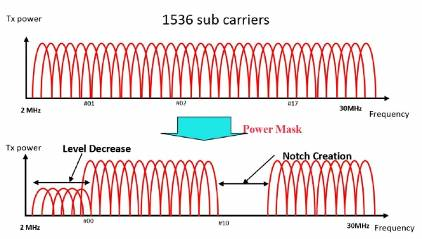 1536 sub carriers
Tx power
#01 #02 #17
2 MHz 30MHz Frequency
Power Mask
Tx power
Level Decrease
Notch Creation
#00 #10
2 MHz 30MHz Frequency